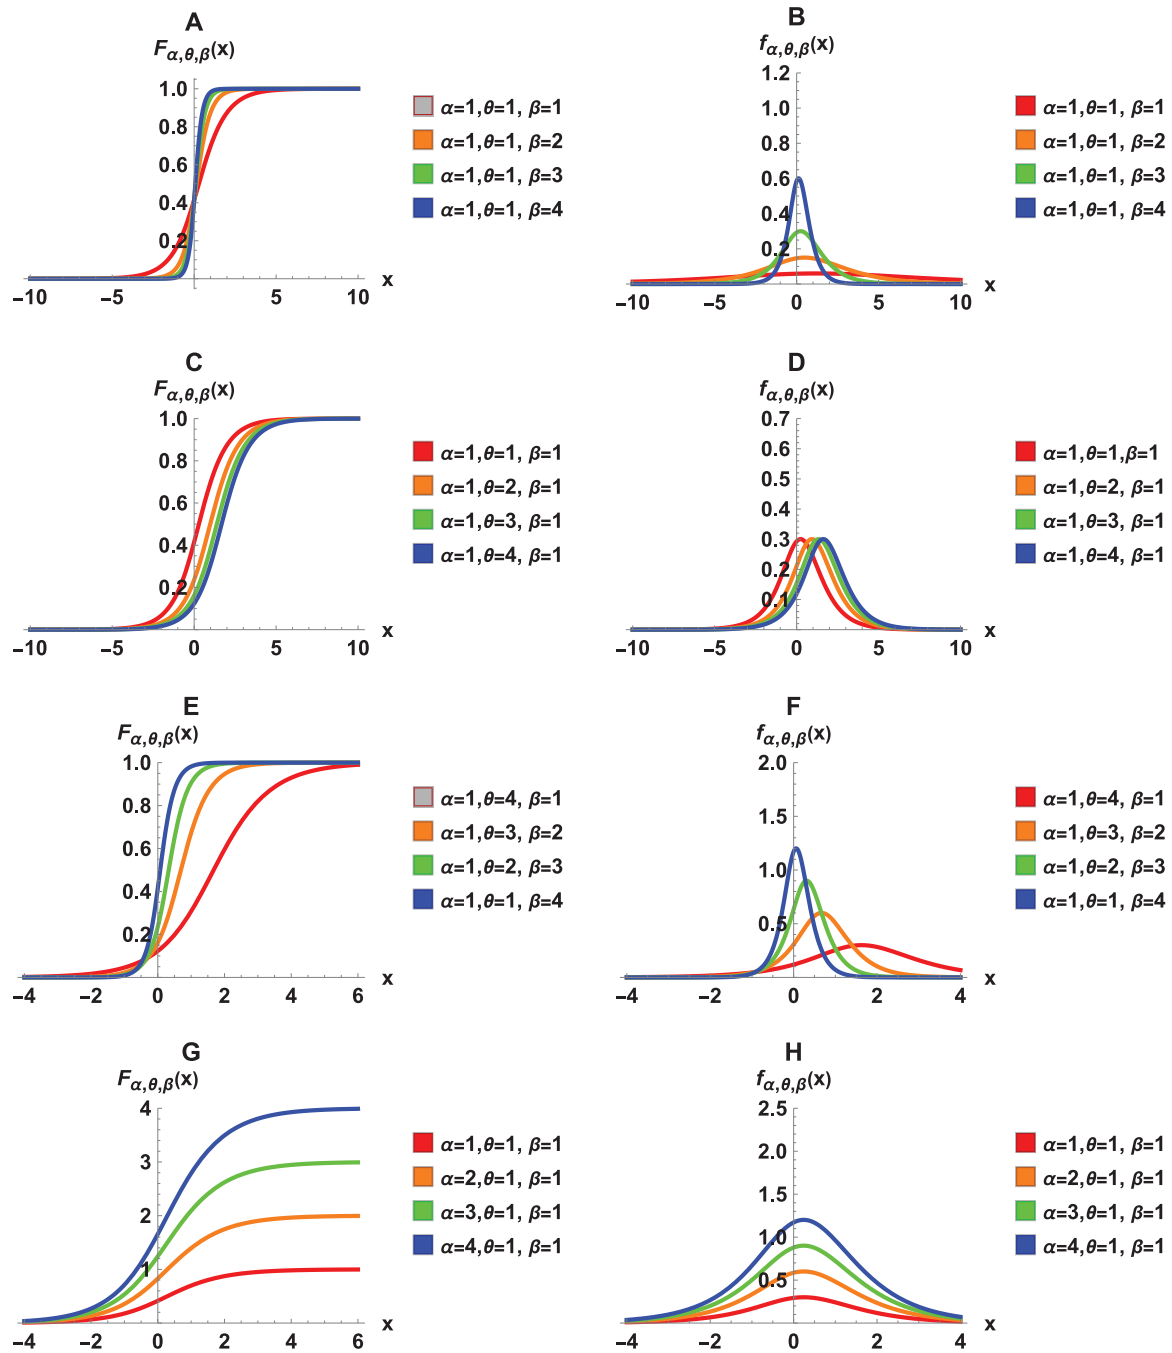 A
F α,θ,β(x)
1.0
0.8
0.6
0.4
0.2
−10 −5 0 5 10 x
α=1,θ=1, β=1
α=1,θ=1, β=2
α=1,θ=1, β=3
α=1,θ=1, β=4
B
f α,θ,β(x)
1.2
1.0
0.8
0.6
0.4
0.2
−10 −5 0 5 10 x
α=1,θ=1, β=1
α=1,θ=1, β=2
α=1,θ=1, β=3
α=1,θ=1, β=4
C
F α,θ,β(x)
1.0
0.8
0.6
0.4
0.2
−10 −5 0 5 10 x
α=1,θ=1, β=1
α=1,θ=2, β=1
α=1,θ=3, β=1
α=1,θ=4, β=1
D
f α,θ,β(x)
0.7
0.6
0.5
0.4
0.3
0.2
0.1
−10 −5 0 5 10 x
α=1,θ=1,β=1
α=1,θ=2, β=1
α=1,θ=3, β=1
α=1,θ=4, β=1
E
F α,θ,β(x)
1.0
0.8
0.6
0.4
0.2
−4 −2 0 2 4 6 x
α=1,θ=4, β=1
α=1,θ=3, β=2
α=1,θ=2, β=3
α=1,θ=1, β=4
F
f α,θ,β(x)
2.0
1.5
1.0
0.5
−4 −2 0 2 4 x
α=1,θ=4, β=1
α=1,θ=3, β=2
α=1,θ=2, β=3
α=1,θ=1, β=4
G
F α,θ,β(x)
4
3
2
1
−4 −2 0 2 4 6 x
α=1,θ=1, β=1
α=2,θ=1, β=1
α=3,θ=1, β=1
α=4,θ=1, β=1
H
f α,θ,β(x)
2.5
2.0
1.5
1.0
0.5
−4 −2 0 2 4 x
α=1,θ=1, β=1
α=2,θ=1, β=1
α=3,θ=1, β=1
α=4,θ=1, β=1